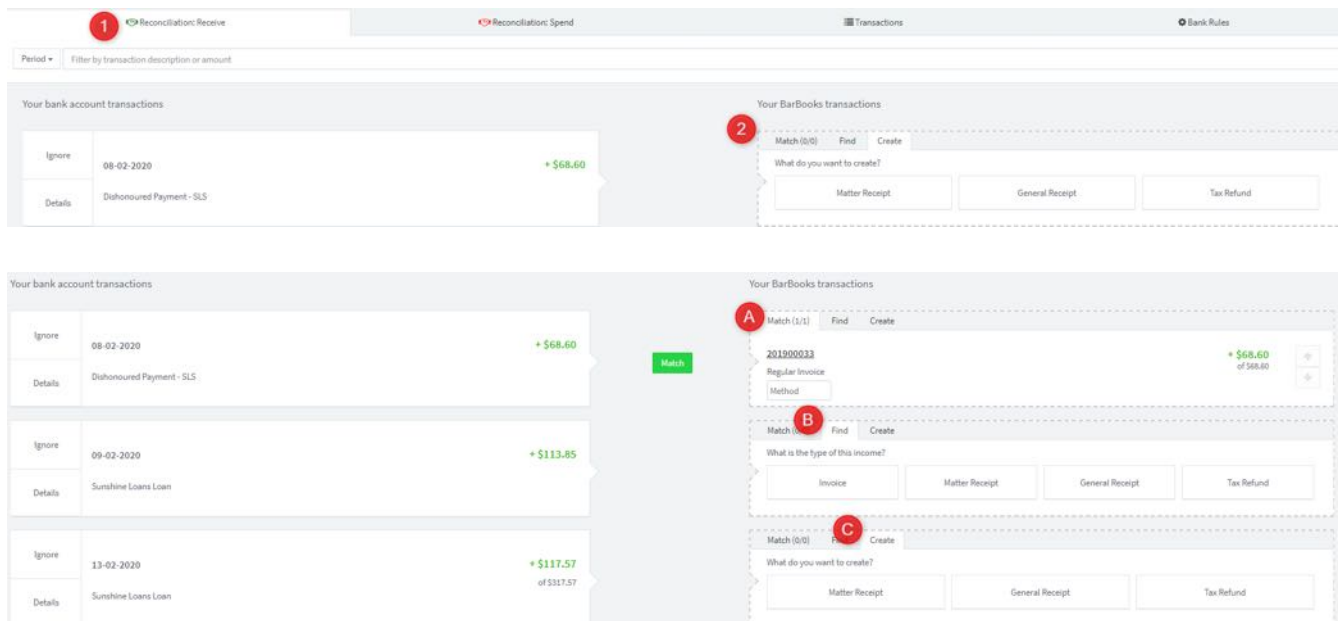 1
Reconciliation: Receive
Reconciliation: Spend
Transactions
Bank Rules
Period
Filter by transaction description or amount
Your bank account transactions
Your BarBooks transactions
2
Match (0/0) Find Create
Ignore
08-02-2020
+ $68.60
What do you want to create?
Details
Dishonoured Payment - SLS
Matter Receipt
General Receipt
Tax Refund
Your bank account transactions
Your BarBooks transactions
A
Match (1/1) Find Create
Ignore
08-02-2020
+ $68.60
Details
Dishonoured Payment - SLS
Match
201900033
+ $68.60
of $68.60
Regular Invoice
Method
B
Match Find Create
Ignore
09-02-2020
+ $113.85
Details
Sunshine Loans Loan
What is the type of this income?
Invoice
Matter Receipt
General Receipt
Tax Refund
C
Match (0/0) Create
Ignore
13-02-2020
+ $117.57
of $317.57
Details
Sunshine Loans Loan
What do you want to create?
Matter Receipt
General Receipt
Tax Refund